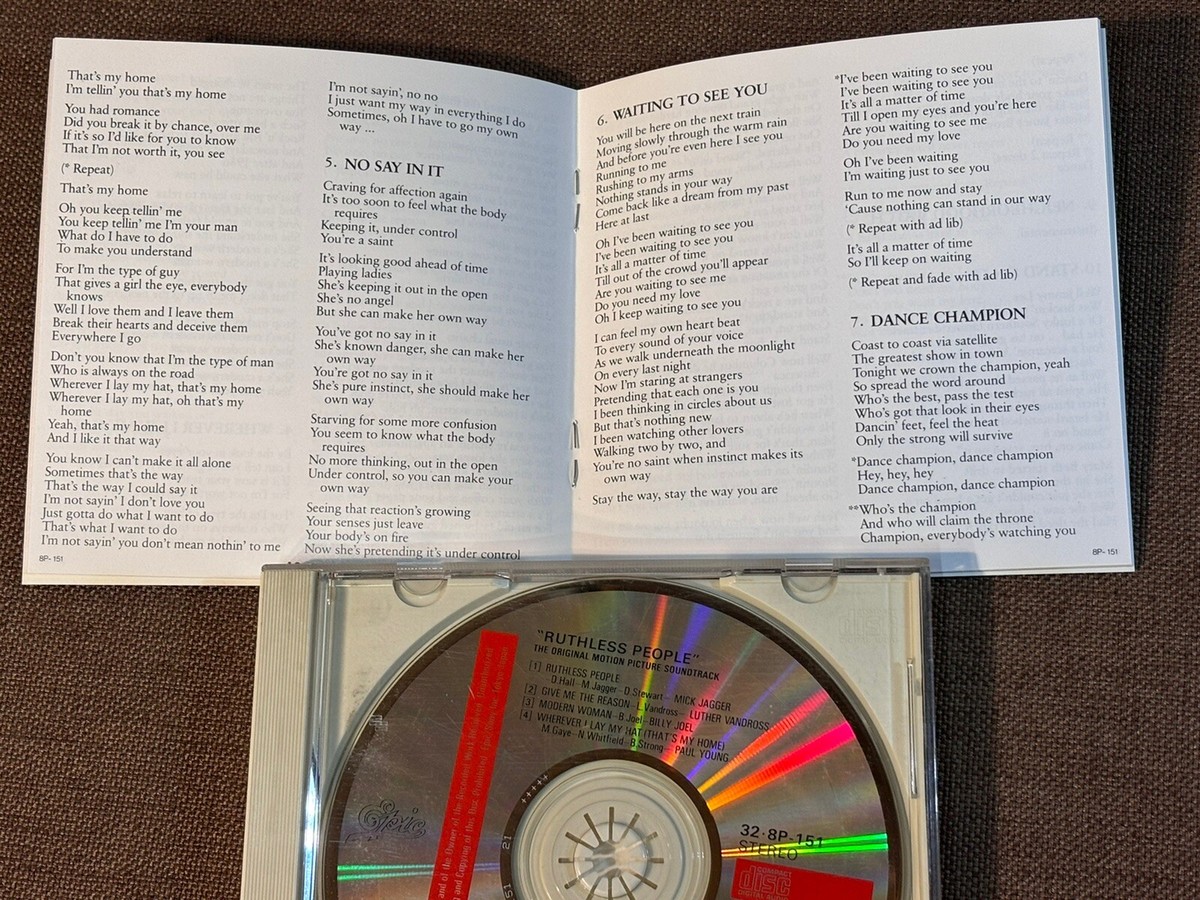 That's my home
I'm tellin' you that's my home
You had romance
Did you break it by chance, over me
If it's so I'd like for you to know
That I'm not worth it, you see
(* Repeat)
That's my home
Oh you keep tellin' me
You keep tellin' me I'm your man
What do I have to do
To make you understand
For I'm the type of guy
That gives a girl the eye, everybody
knows
Well I love them and I leave them
Break their hearts and deceive them
Everywhere I go
Don't you know that I'm the type of man
Who is always on the road
Wherever I lay my hat, that's my home
Wherever I lay my hat, oh that's my
home
Yeah, that's my home
And I like it that way
You know I can't make it all alone
Sometimes that's the way
That's the way I could say it
I'm not sayin' I don't love you
Just gotta do what I want to do
That's what I want to do
I'm not sayin' you don't mean nothin' to me
8P-151
I'm not sayin', no no
I just want my way in everything I do
Sometimes, oh I have to go my own
way ...
5. NO SAY IN IT
Craving for affection again
It's too soon to feel what the body
requires
Keeping it, under control
You're a saint
It's looking good ahead of time
Playing ladies
She's keeping it out in the open
She's no angel
But she can make her own way
You've got no say in it
She's known danger, she can make her
own way
You're got no say in it
She's pure instinct, she should make her
own way
Starving for some more confusion
You seem to know what the body
requires
No more thinking, out in the open
Under control, so you can make your
own way
Seeing that reaction's growing
Your senses just leave
Your body's on fire
Now she's pretending it's under control
6. WAITING TO SEE YOU
You will be here on the next train
Moving slowly through the warm rain
And before you're even here I see you
Running to me
Rushing to my arms
Nothing stands in your way
Come back like a dream from my past
Here at last
Oh I've been waiting to see you
I've been waiting to see you
It's all a matter of time
Till out of the crowd you'll appear
Are you waiting to see me
Do you need my love
Oh I keep waiting to see you
I can feel my own heart beat
To every sound of your voice
As we walk underneath the moonlight
On every last night
Now I'm staring at strangers
Pretending that each one is you
I been thinking in circles about us
But that's nothing new
I been watching other lovers
Walking two by two, and
You're no saint when instinct makes its
own way
Stay the way, stay the way you are
*I've been waiting to see you
I've been waiting to see you
It's all a matter of time
Till I open my eyes and you're here
Are you waiting to see me
Do you need my love
Oh I've been waiting
I'm waiting just to see you
Run to me now and stay
'Cause nothing can stand in our way
(* Repeat with ad lib)
It's all a matter of time
So I'll keep on waiting
(* Repeat and fade with ad lib)
7. DANCE CHAMPION
Coast to coast via satellite
The greatest show in town
Tonight we crown the champion, yeah
So spread the word around
Who's the best, pass the test
Who's got that look in their eyes
Dancin' feet, feel the heat
Only the strong will survive
*Dance champion, dance champion
Hey, hey, hey
Dance champion, dance champion
**Who's the champion
And who will claim the throne
Champion, everybody's watching you
8P-151
"RUTHLESS PEOPLE"
THE ORIGINAL MOTION PICTURE SOUNDTRACK
[1] RUTHLESS PEOPLE
D.Hall-M.Jagger-D.Stewart- MICK JAGGER
[2] GIVE ME THE REASON-L.Vandross- LUTHER VANDROSS
[3] MODERN WOMAN-B.Joel-BILLY JOEL
[4] WHEREVER I LAY MY HAT (THAT'S MY HOME)
M.Gaye-N.Whitfield-B.Strong- PAUL YOUNG
Epic
32·8P-151
STEREO
COMPACT
disc
DIGITAL AUDIO
and of the Owner of the Recorded Work
and Copying of this Disc Prohibited